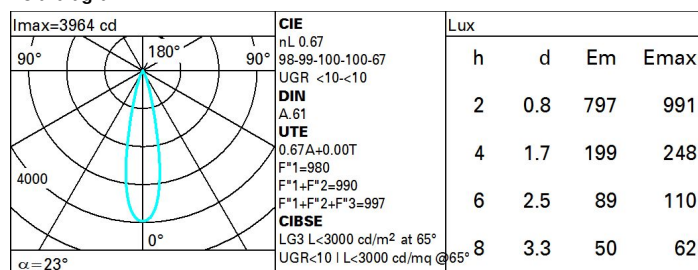 Imax=3964 cd
90°
180°
90°
4000
0°
α=23°
CIE
nL 0.67
98-99-100-100-67
UGR <10-<10
DIN
A.61
UTE
0.67A+0.00T
F"1=980
F"1+F"2=990
F"1+F"2+F"3=997
CIBSE
LG3 L<3000 cd/m² at 65°
UGR<10 | L<3000 cd/mq @65°
Lux
h d Em Emax
2 0.8 797 991
4 1.7 199 248
6 2.5 89 110
8 3.3 50 62